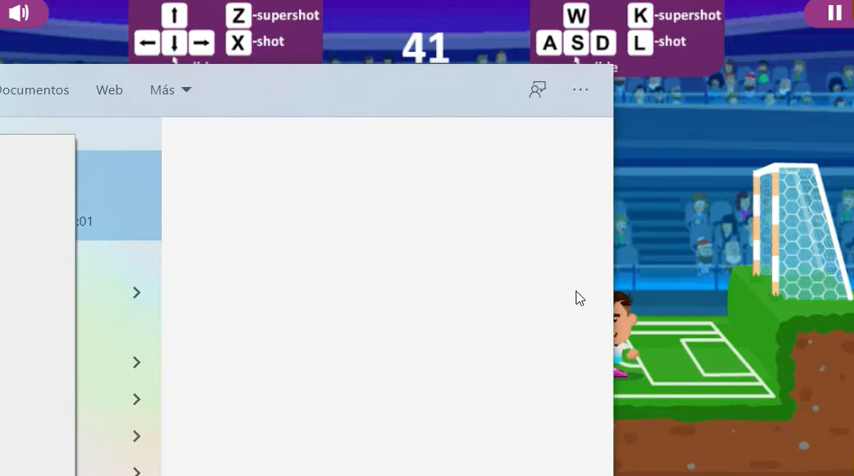 Z -supershot
X -shot
41
W
A S D
K -supershot
L -shot
Documentos Web Más
:01